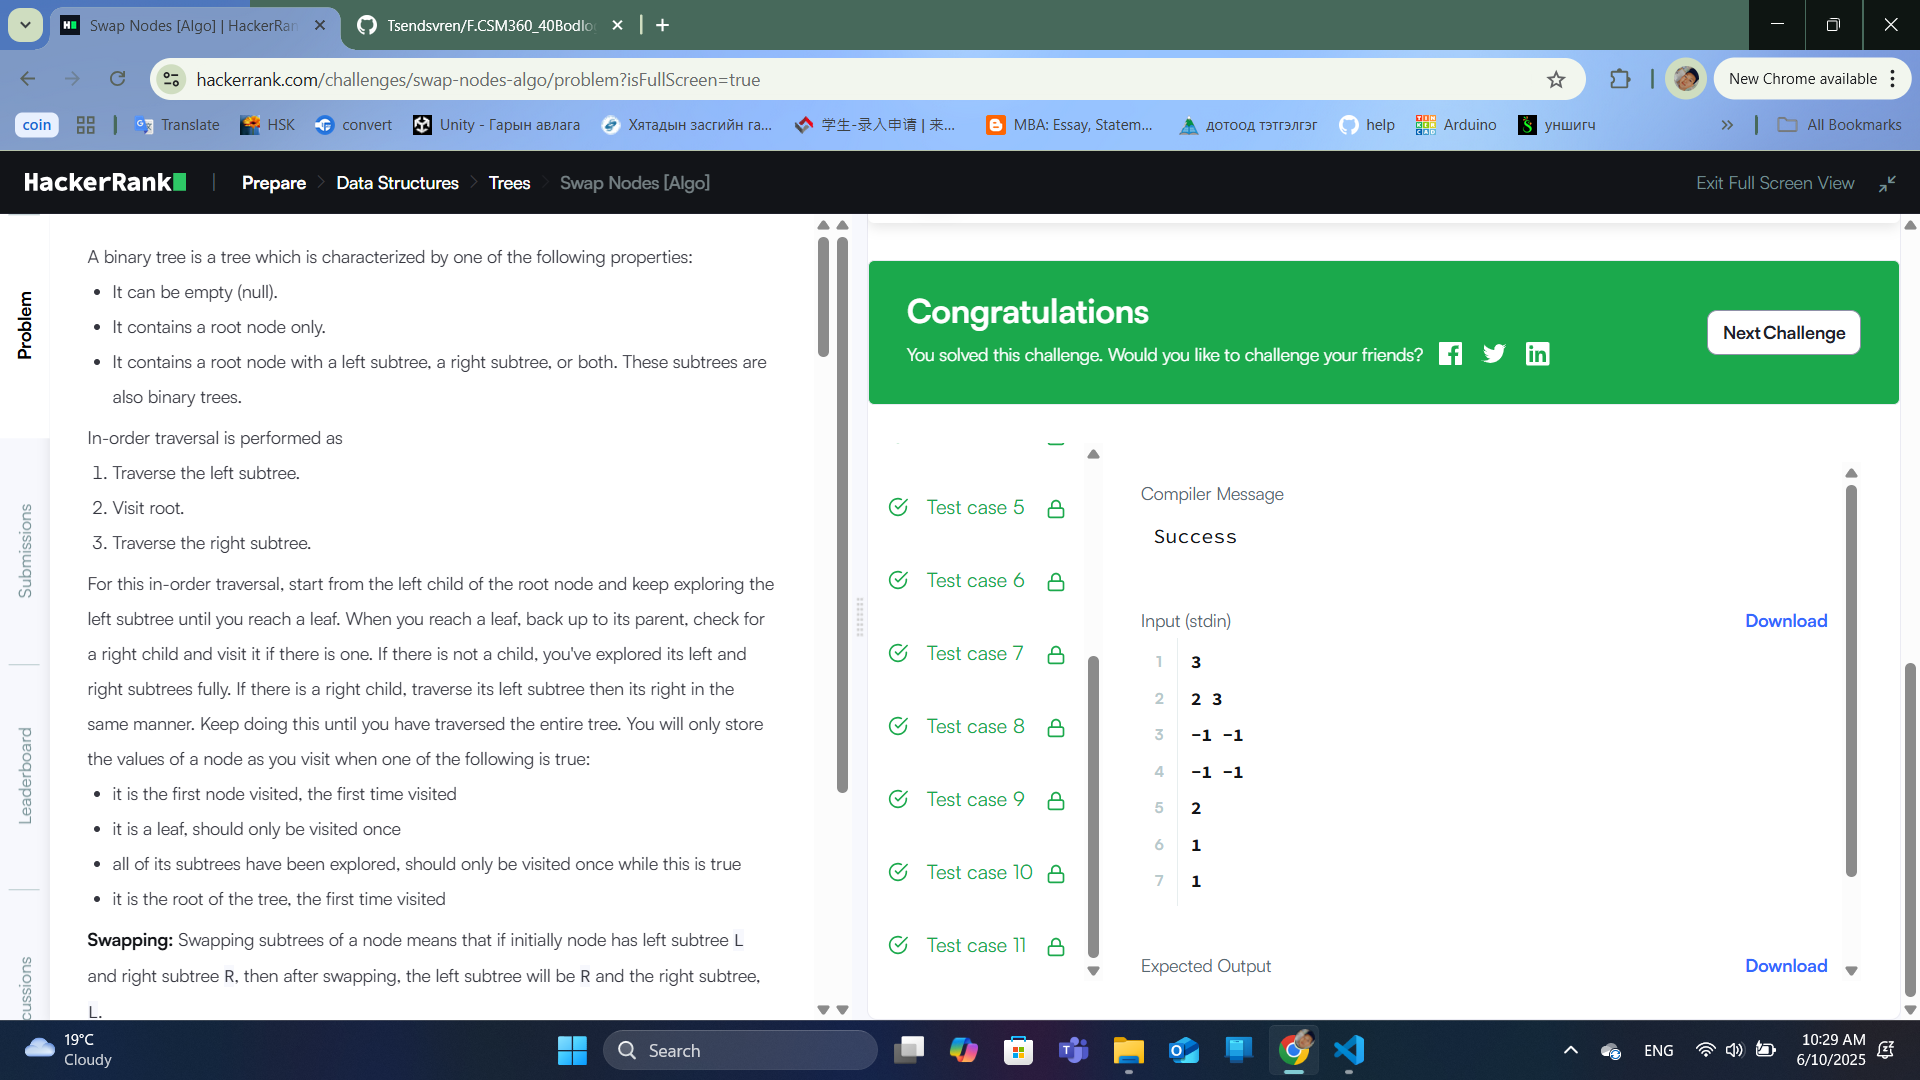 Swap Nodes [Algo] | HackerRan
Tsendsvren/F.CSM360_40Bodlo
hackerrank.com/challenges/swap-nodes-algo/problem?isFullScreen=true
New Chrome available
coin
Translate
HSK
convert
Unity - Гарын авлага
Хятадын засгийн га...
学生-录入申请 | 来...
MBA: Essay, Statem...
дотоод тэтгэлгэг
help
Arduino
уншигч
All Bookmarks
HackerRank
Prepare
Data Structures
Trees
Swap Nodes [Algo]
Exit Full Screen View
Problem
Submissions
Leaderboard
cussions
A binary tree is a tree which is characterized by one of the following properties:
• It can be empty (null).
• It contains a root node only.
• It contains a root node with a left subtree, a right subtree, or both. These subtrees are
also binary trees.
In-order traversal is performed as
1. Traverse the left subtree.
2. Visit root.
3. Traverse the right subtree.
For this in-order traversal, start from the left child of the root node and keep exploring the
left subtree until you reach a leaf. When you reach a leaf, back up to its parent, check for
a right child and visit it if there is one. If there is not a child, you've explored its left and
right subtrees fully. If there is a right child, traverse its left subtree then its right in the
same manner. Keep doing this until you have traversed the entire tree. You will only store
the values of a node as you visit when one of the following is true:
• it is the first node visited, the first time visited
• it is a leaf, should only be visited once
• all of its subtrees have been explored, should only be visited once while this is true
• it is the root of the tree, the first time visited
Swapping: Swapping subtrees of a node means that if initially node has left subtree L
and right subtree R, then after swapping, the left subtree will be R and the right subtree,
L.
Congratulations
You solved this challenge. Would you like to challenge your friends?
Next Challenge
Test case 5
Test case 6
Test case 7
Test case 8
Test case 9
Test case 10
Test case 11
Compiler Message
Success
Input (stdin)
Download
1 3
2 2 3
3 -1 -1
4 -1 -1
5 2
6 1
7 1
Expected Output
Download
19°C
Cloudy
Search
ENG
10:29 AM
6/10/2025